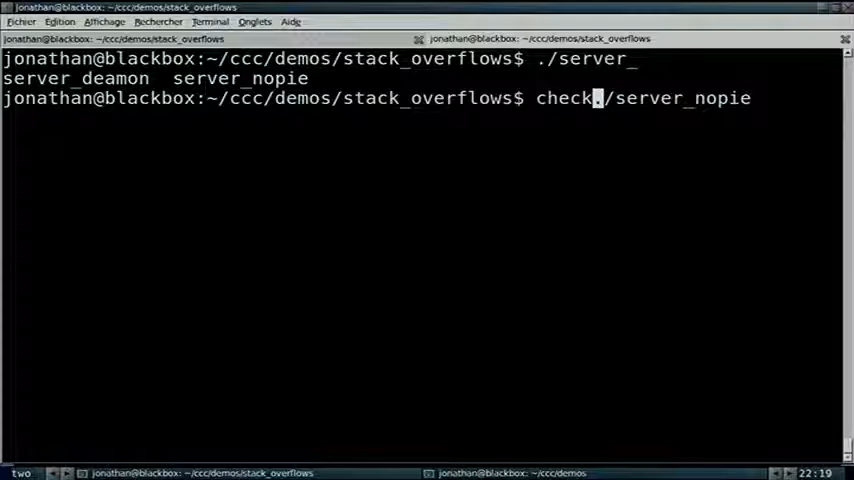 jonathan@blackbox: ~/ccc/demos/stack_overflows
Fichier Edition Affichage Rechercher Terminal Onglets Aide
jonathan@blackbox: ~/ccc/demos/stack_overflows jonathan@blackbox: ~/ccc/demos/stack_overflows
jonathan@blackbox:~/ccc/demos/stack_overflows$ ./server_
server_deamon server_nopie
jonathan@blackbox:~/ccc/demos/stack_overflows$ check./server_nopie
two jonathan@blackbox: ~/ccc/demos/stack_overflows jonathan@blackbox: ~/ccc/demos 22:19